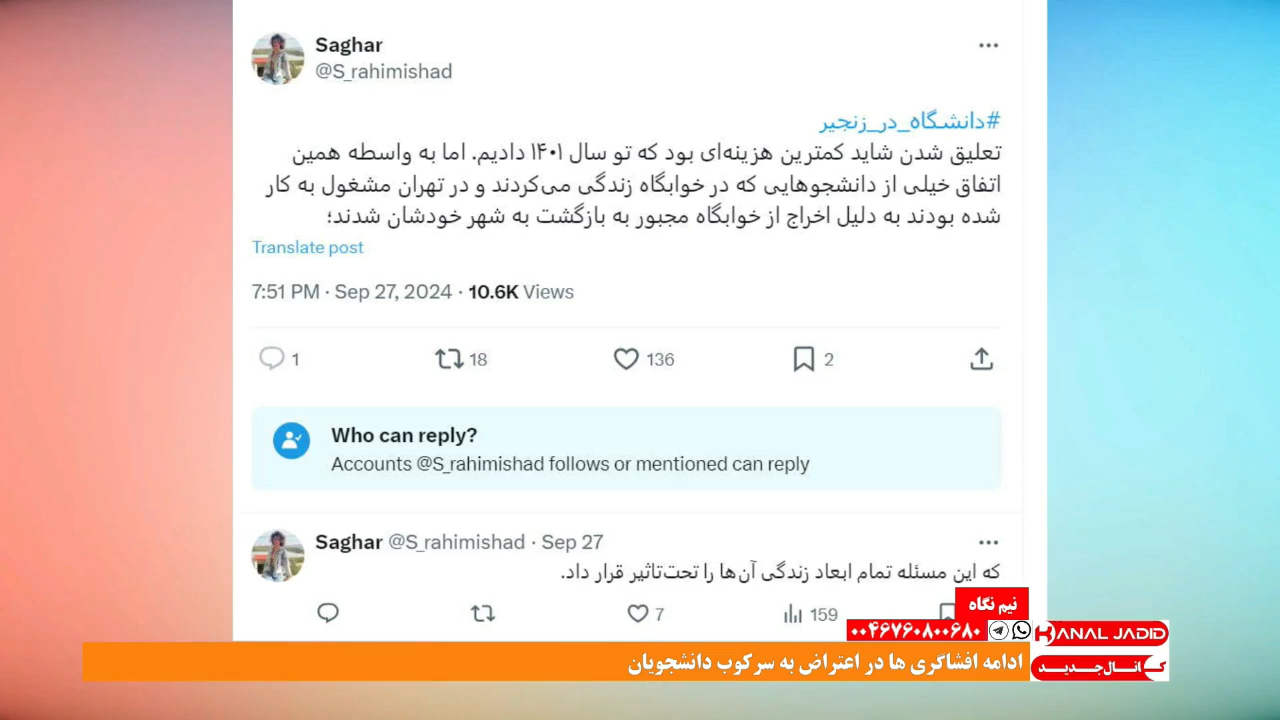 Saghar
@S_rahimishad
#دانشگاه_در_زنجیر
تعلیق شدن شاید کمترین هزینه‌ای بود که تو سال ۱۴۰۱ دادیم. اما به واسطه همین
اتفاق خیلی از دانشجوهایی که در خوابگاه زندگی می‌کردند و در تهران مشغول به کار
شده بودند به دلیل اخراج از خوابگاه مجبور به بازگشت به شهر خودشان شدند؛
Translate post
7:51 PM · Sep 27, 2024 · 10.6K Views
1 18 136 2
Who can reply?
Accounts @S_rahimishad follows or mentioned can reply
Saghar @S_rahimishad · Sep 27
که این مسئله تمام ابعاد زندگی آن‌ها را تحت‌تاثیر قرار داد.
7 159
نیم نگاه
۰۰۴۶۷۶۰۸۰۰۶۸۰
KANAL JADID
ادامه افشاگری ها در اعتراض به سرکوب دانشجویان
کانال جدید